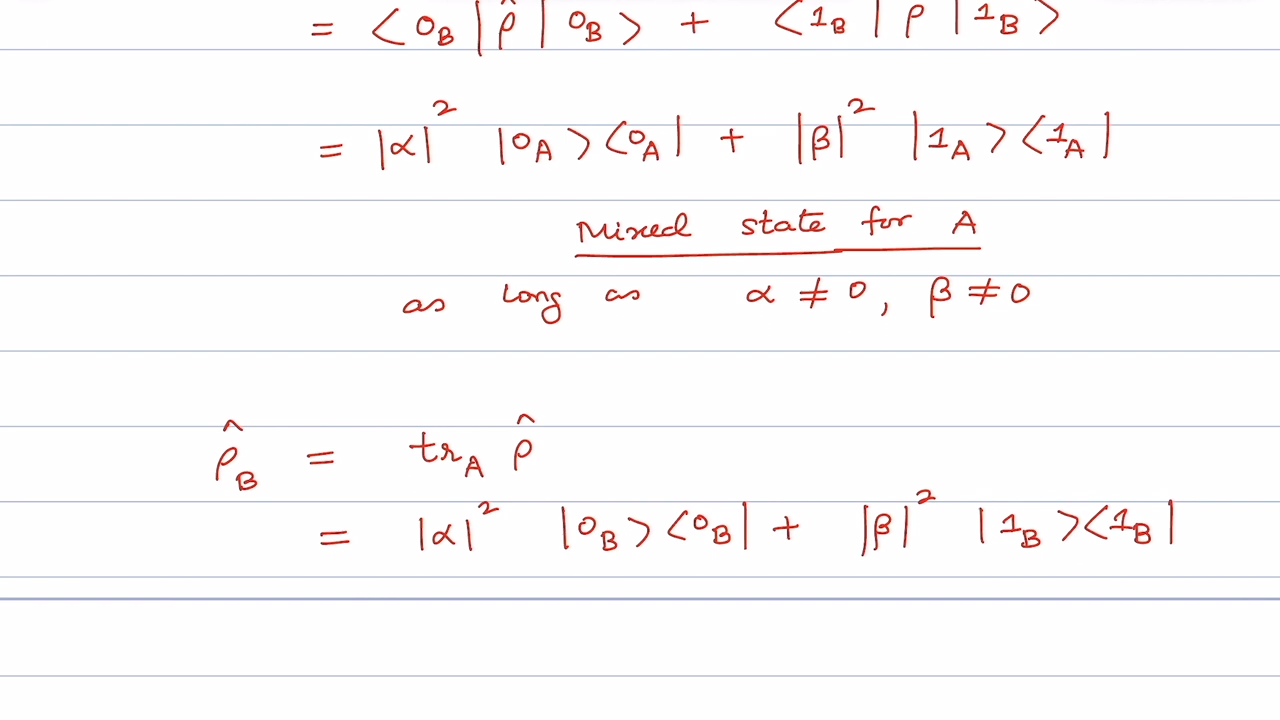 = ⟨0_B | ρ̂ | 0_B⟩ + ⟨1_B | ρ | 1_B⟩
= |α|² |0_A⟩⟨0_A| + |β|² |1_A⟩⟨1_A|
Mixed state for A
as long as α ≠ 0, β ≠ 0
ρ̂_B = tr_A ρ̂
= |α|² |0_B⟩⟨0_B| + |β|² |1_B⟩⟨1_B|